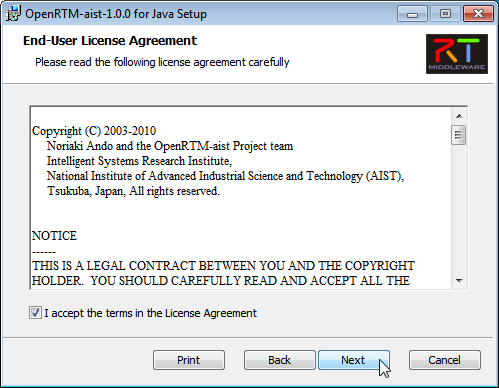 OpenRTM-aist-1.0.0 for Java Setup
End-User License Agreement
Please read the following license agreement carefully
RT
MIDDLEWARE
Copyright (C) 2003-2010
Noriaki Ando and the OpenRTM-aist Project team
Intelligent Systems Research Institute,
National Institute of Advanced Industrial Science and Technology (AIST),
Tsukuba, Japan, All rights reserved.
NOTICE
------
THIS IS A LEGAL CONTRACT BETWEEN YOU AND THE COPYRIGHT
HOLDER.  YOU SHOULD CAREFULLY READ AND ACCEPT ALL THE
I accept the terms in the License Agreement
Print Back Next Cancel